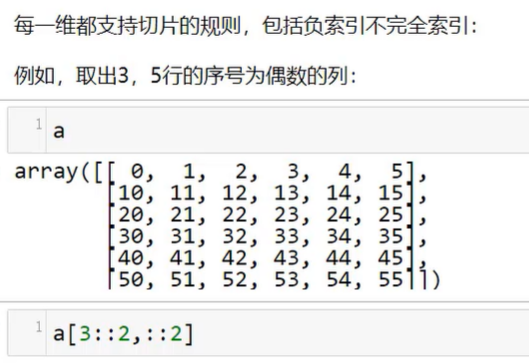 每一维都支持切片的规则，包括负索引不完全索引：
例如，取出3，5行的序号为偶数的列：
1 a
array([[ 0, 1, 2, 3, 4, 5],
[10, 11, 12, 13, 14, 15],
[20, 21, 22, 23, 24, 25],
[30, 31, 32, 33, 34, 35],
[40, 41, 42, 43, 44, 45],
[50, 51, 52, 53, 54, 55]])
1 a[3::2,::2]